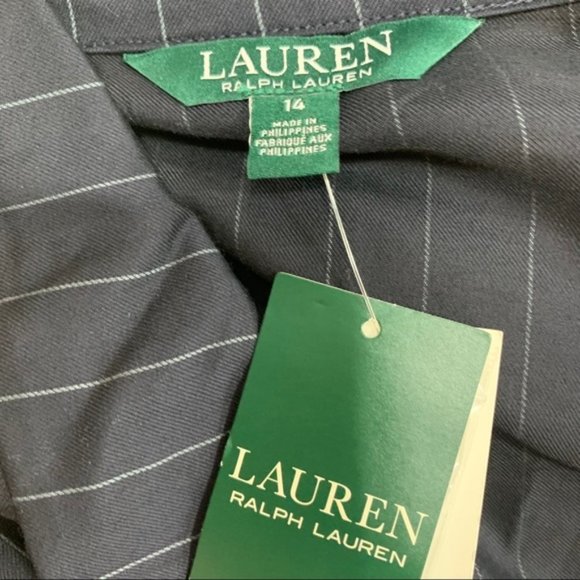 LAUREN
RALPH LAUREN
14
MADE IN
PHILIPPINES
FABRIQUÉ AUX
PHILIPPINES
LAUREN
RALPH LAUREN